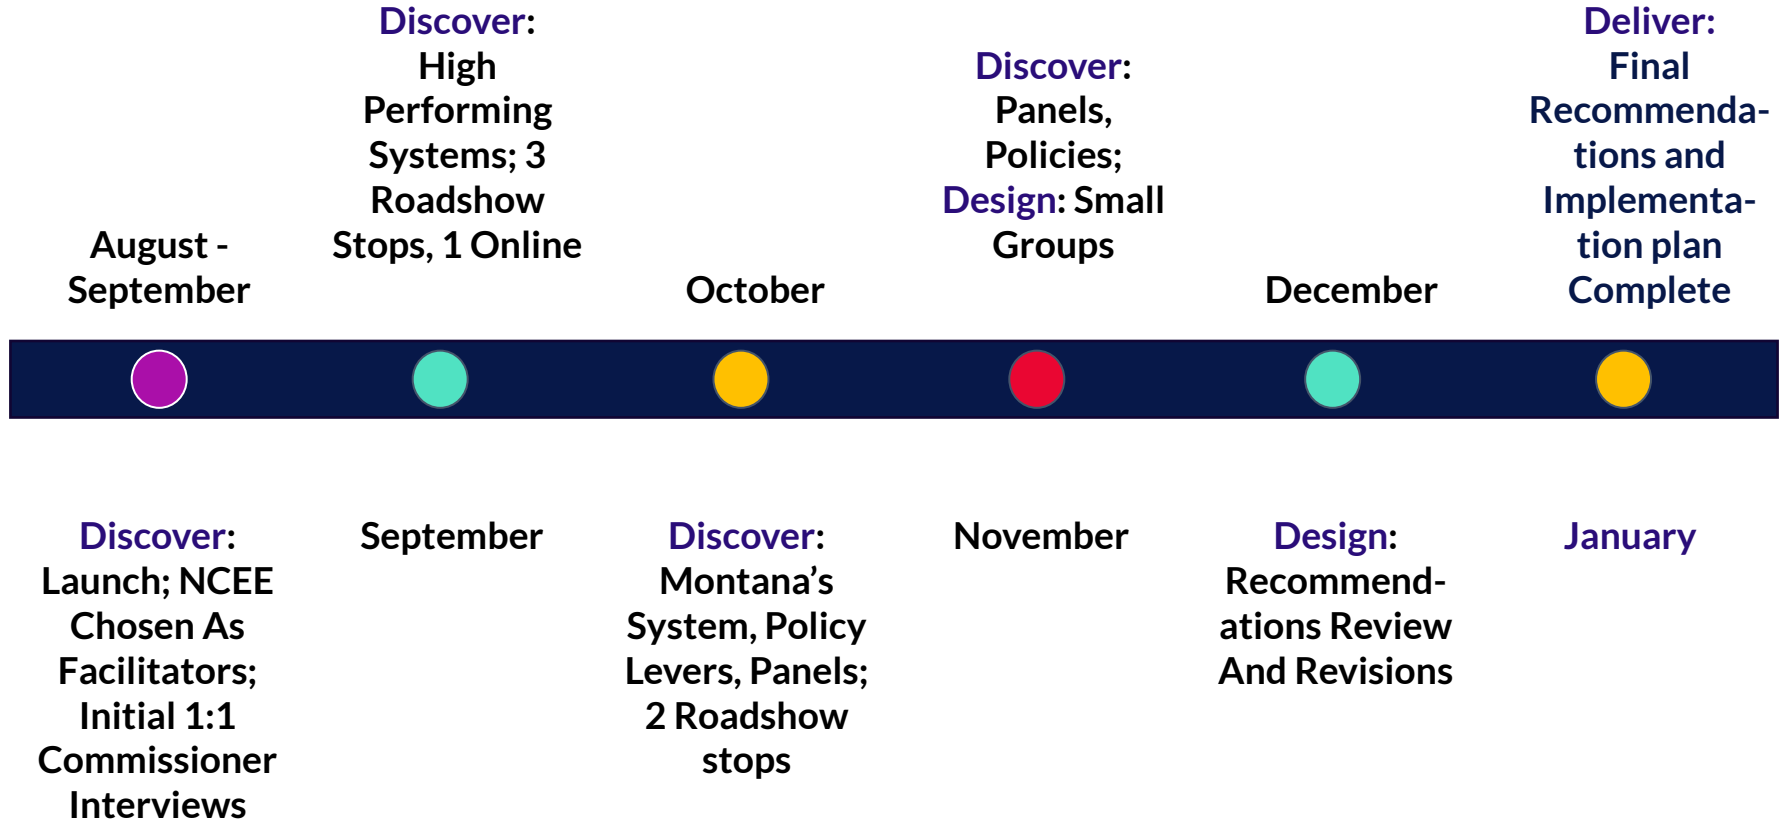 August -
September
Discover:
Launch; NCEE
Chosen As
Facilitators;
Initial 1:1
Commissioner
Interviews
Discover:
High
Performing
Systems; 3
Roadshow
Stops, 1 Online
September
October
Discover:
Montana’s
System, Policy
Levers, Panels;
2 Roadshow
stops
Discover:
Panels,
Policies;
Design: Small
Groups
November
December
Design:
Recommend-
ations Review
And Revisions
Deliver:
Final
Recommenda-
tions and
Implementa-
tion plan
Complete
January